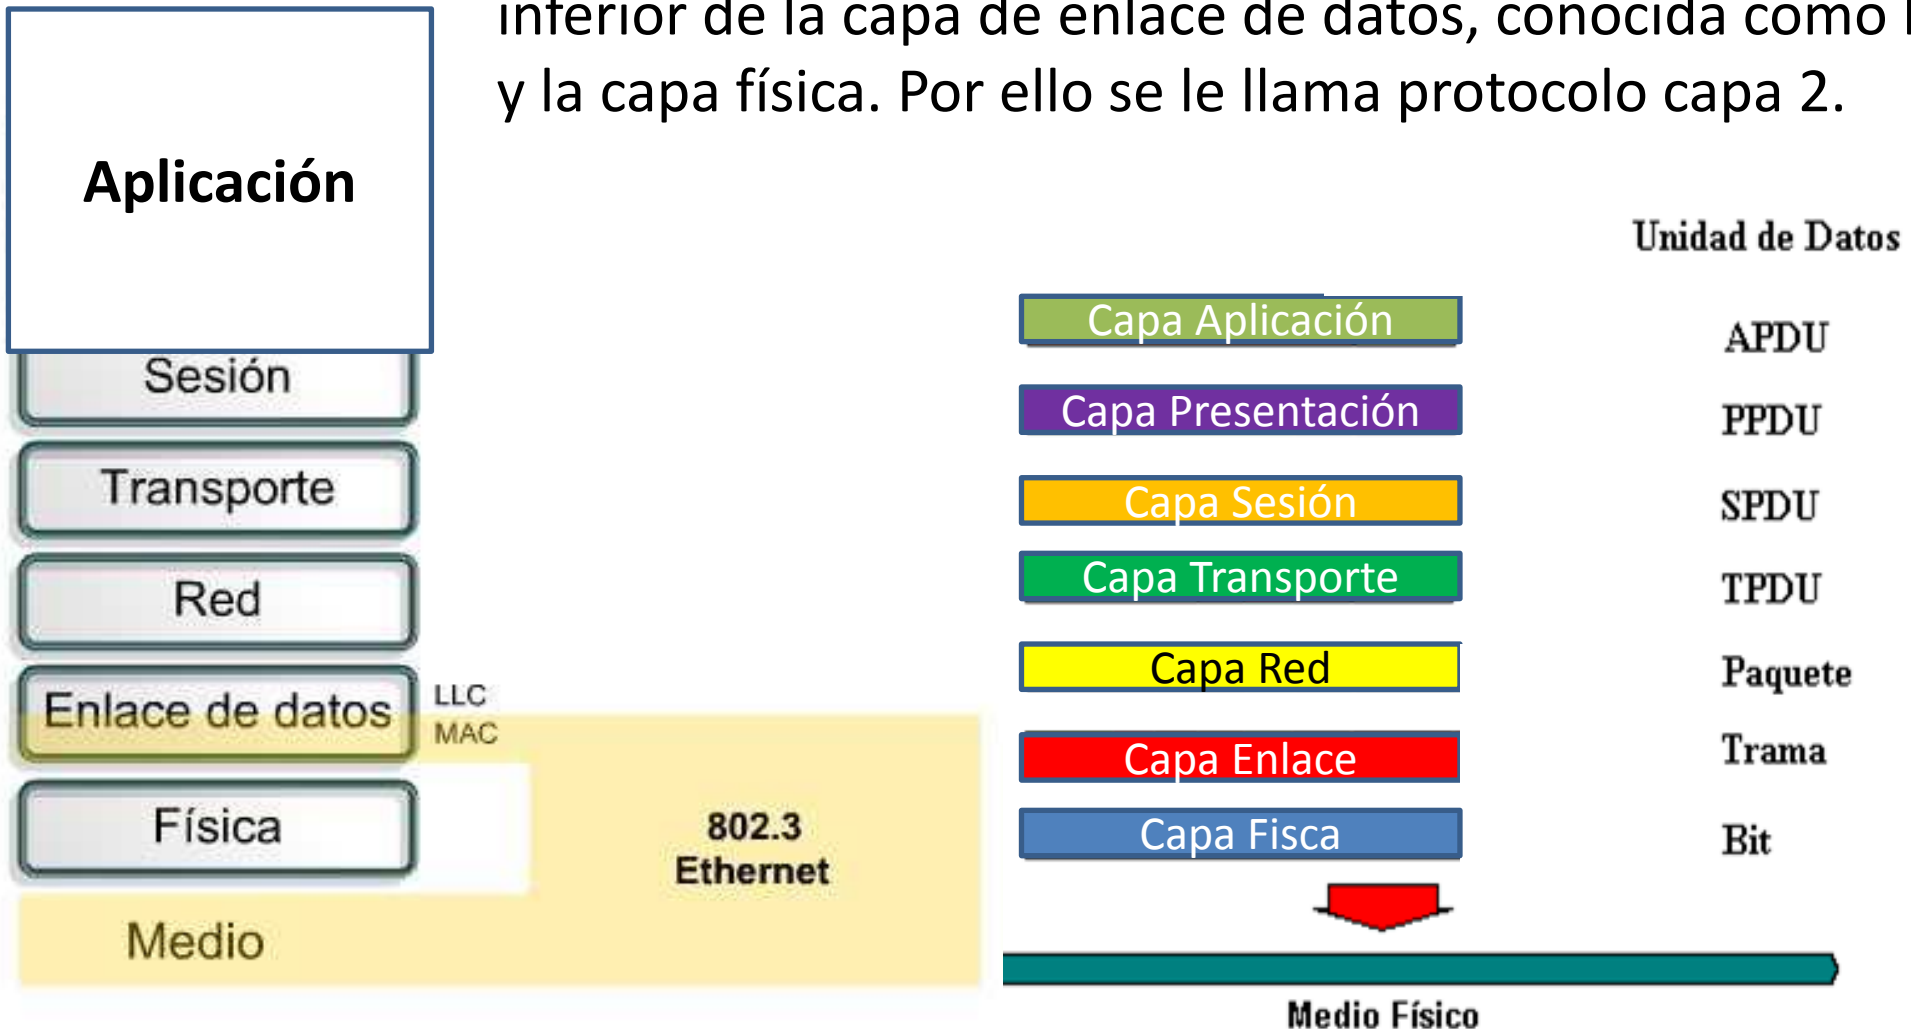 inferior de la capa de enlace de datos, conocida como
y la capa física. Por ello se le llama protocolo capa 2.
Aplicación
Sesión
Transporte
Red
Enlace de datos
LLC
MAC
Física
802.3
Ethernet
Medio
Unidad de Datos
Capa Aplicación APDU
Capa Presentación PPDU
Capa Sesión SPDU
Capa Transporte TPDU
Capa Red Paquete
Capa Enlace Trama
Capa Fisca Bit
Medio Físico